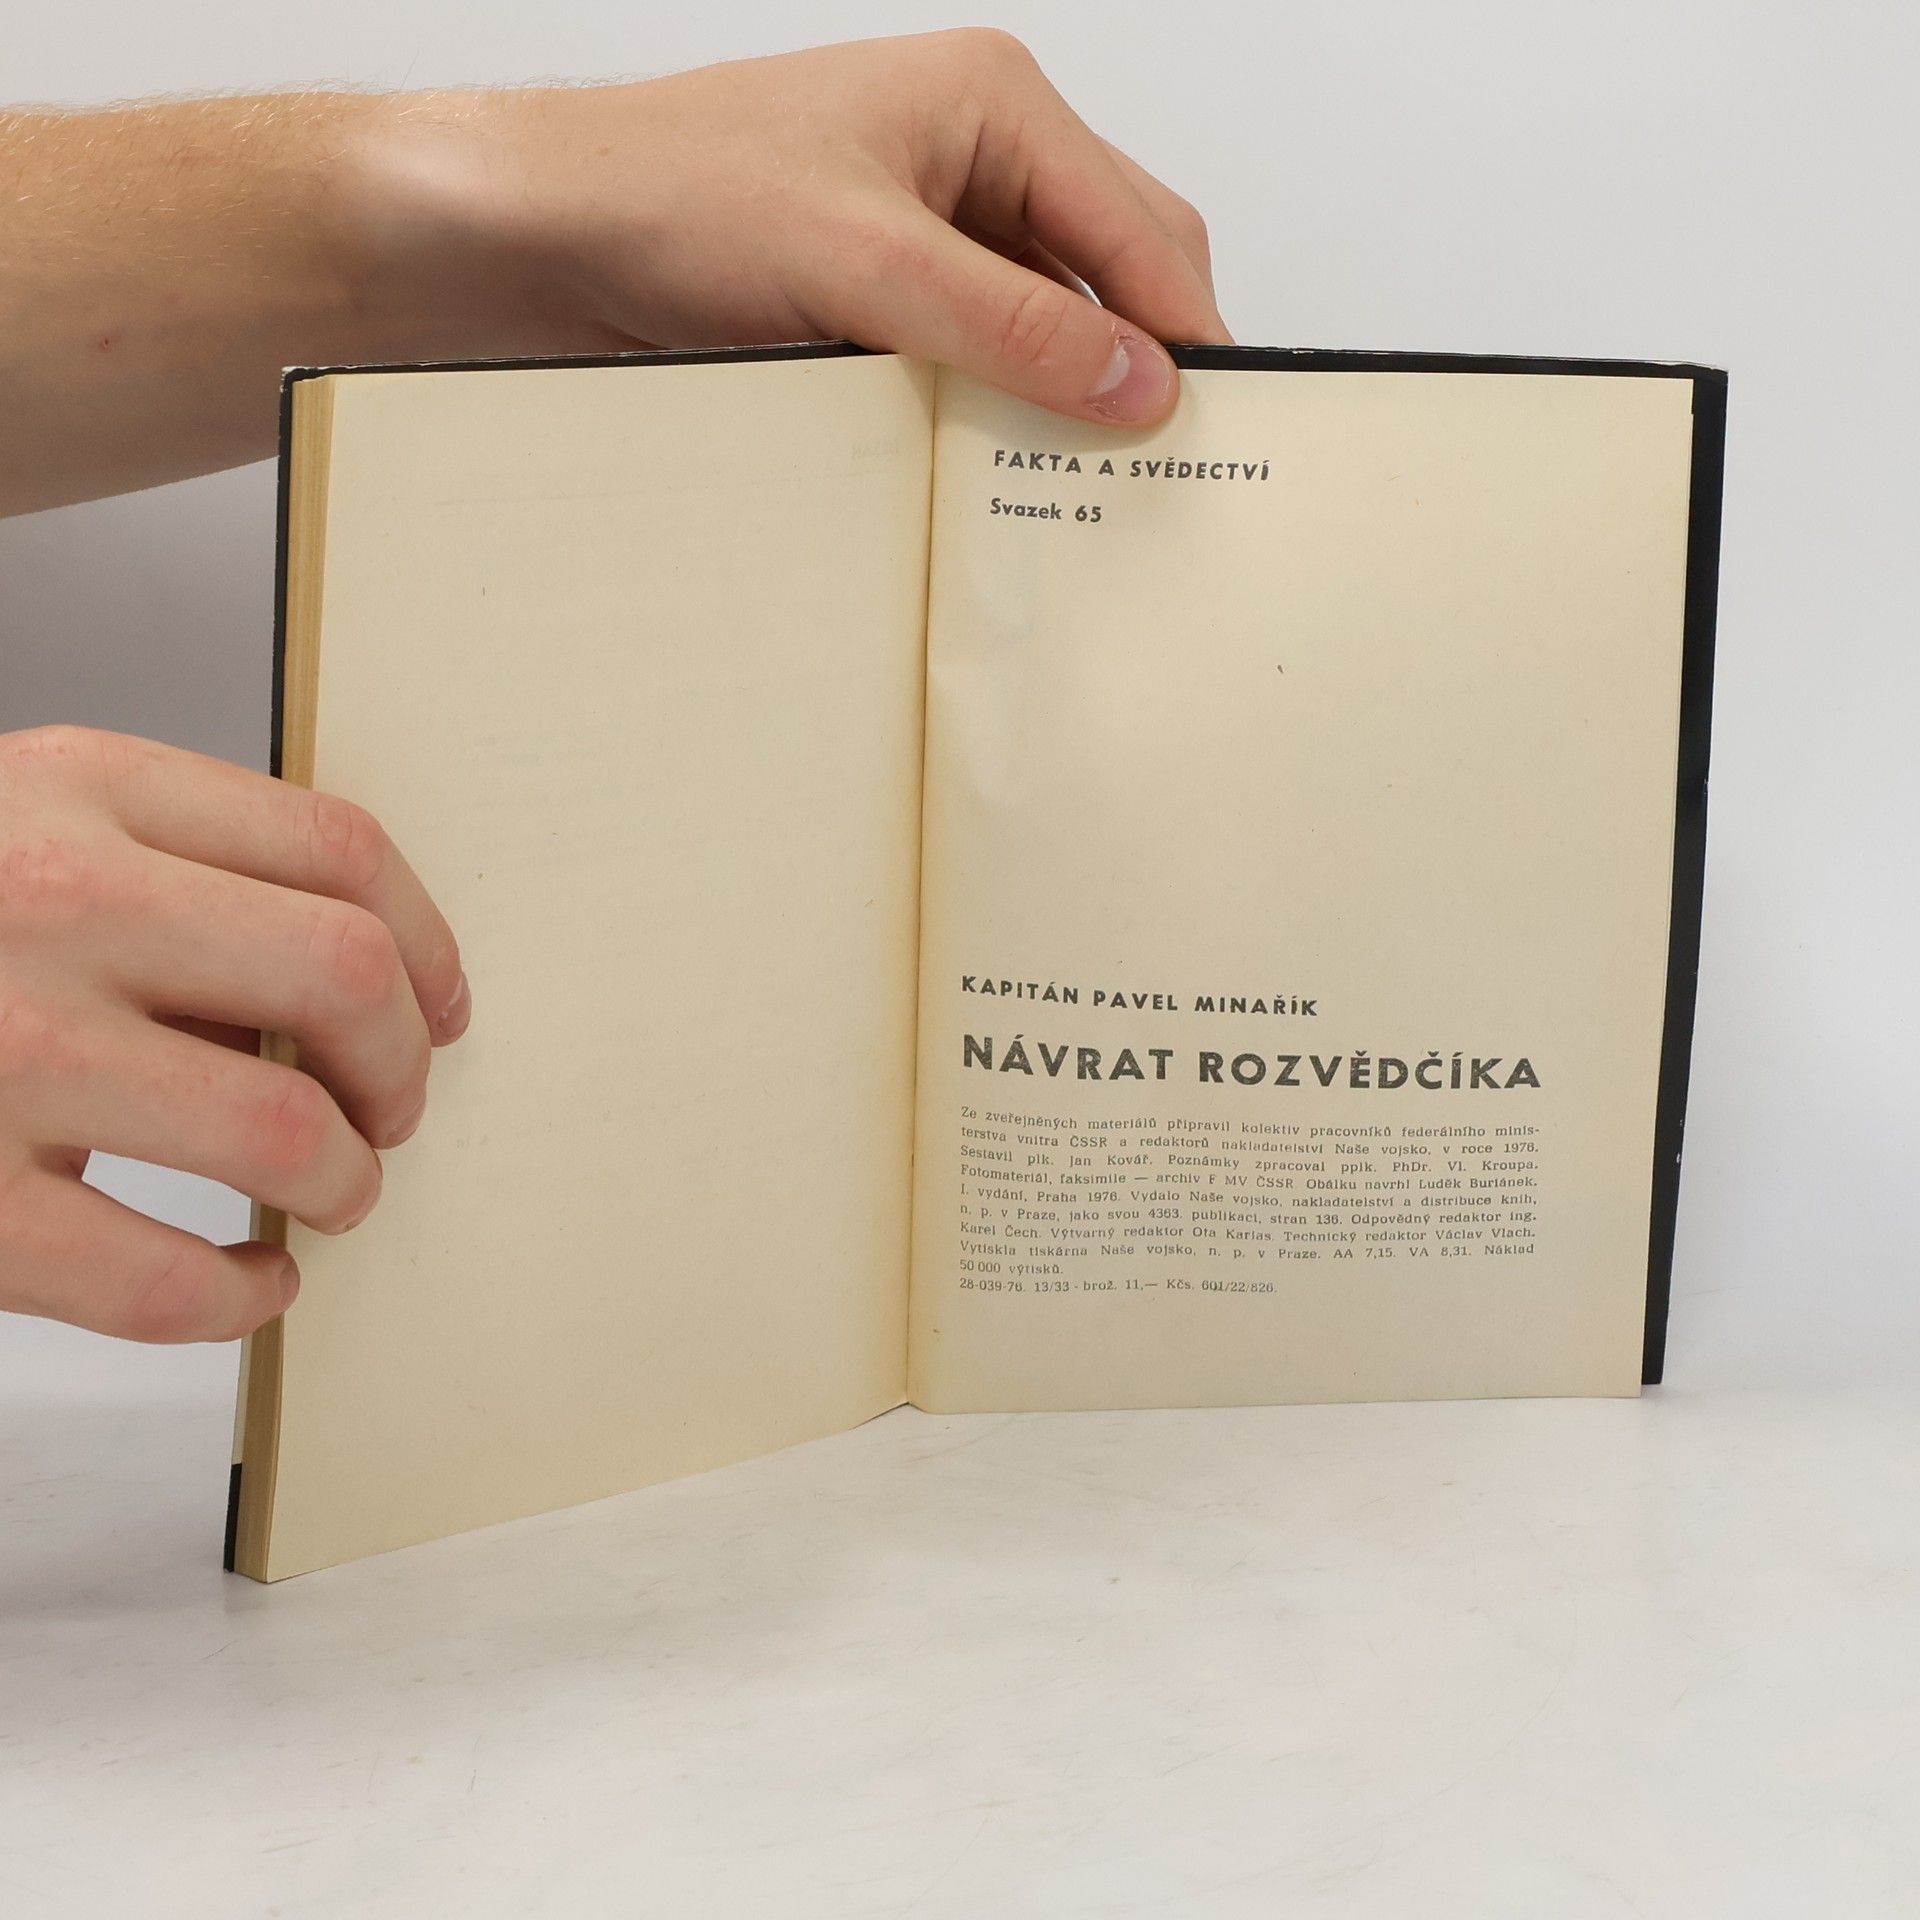 FAKTA A SVĚDECTVÍ
Svazek 65
KAPITÁN PAVEL MINAŘÍK
NÁVRAT ROZVĚDČÍKA
Ze zveřejněných materiálů připravil kolektiv pracovníků federálního minis-
terstva vnitra ČSSR a redaktorů nakladatelství Naše vojsko, v roce 1976.
Sestavil plk. Jan Kovář. Poznámky zpracoval pplk. PhDr. Vl. Kroupa.
Fotomateriál, faksimile — archiv F MV ČSSR. Obálku navrhl Luděk Burianek.
I. vydání, Praha 1976. Vydalo Naše vojsko, nakladatelství a distribuce knih,
n. p. v Praze, jako svou 4363. publikaci, stran 136. Odpovědný redaktor ing.
Karel Čech. Výtvarný redaktor Ota Karlas. Technický redaktor Václav Vlach.
Vytiskla tiskárna Naše vojsko, n. p. v Praze. AA 7,15. VA 8,31. Náklad
50 000 výtisků.
28-039-76. 13/33 - brož. 11,— Kčs. 601/22/826.